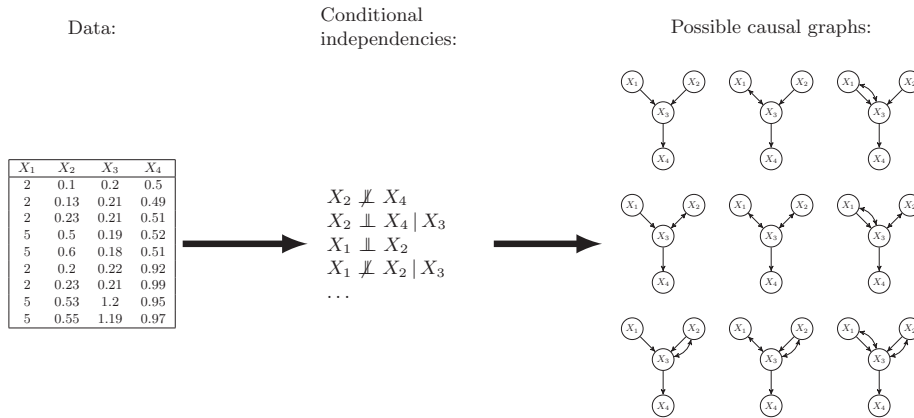 Data:
Conditional
independencies:
Possible causal graphs:
X₁ X₂ X₃ X₄
2 0.1 0.2 0.5
2 0.13 0.21 0.49
2 0.23 0.21 0.51
5 0.5 0.19 0.52
5 0.6 0.18 0.51
2 0.2 0.22 0.92
2 0.23 0.21 0.99
5 0.53 1.2 0.95
5 0.55 1.19 0.97
X₂ ⫫̸ X₄
X₂ ⫫ X₄ | X₃
X₁ ⫫ X₂
X₁ ⫫̸ X₂ | X₃
...
X₁ X₂ X₁ X₂ X₁ X₂
X₃ X₃ X₃
X₄ X₄ X₄
X₁ X₂ X₁ X₂ X₁ X₂
X₃ X₃ X₃
X₄ X₄ X₄
X₁ X₂ X₁ X₂ X₁ X₂
X₃ X₃ X₃
X₄ X₄ X₄